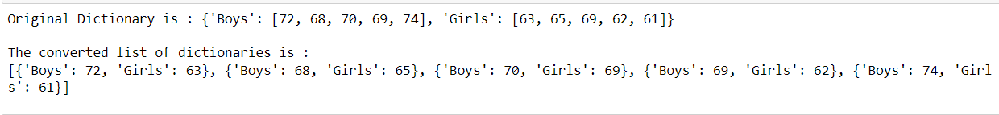 Original Dictionary is : {'Boys': [72, 68, 70, 69, 74], 'Girls': [63, 65, 69, 62, 61]}
The converted list of dictionaries is :
[{'Boys': 72, 'Girls': 63}, {'Boys': 68, 'Girls': 65}, {'Boys': 70, 'Girls': 69}, {'Boys': 69, 'Girls': 62}, {'Boys': 74, 'Girl
s': 61}]